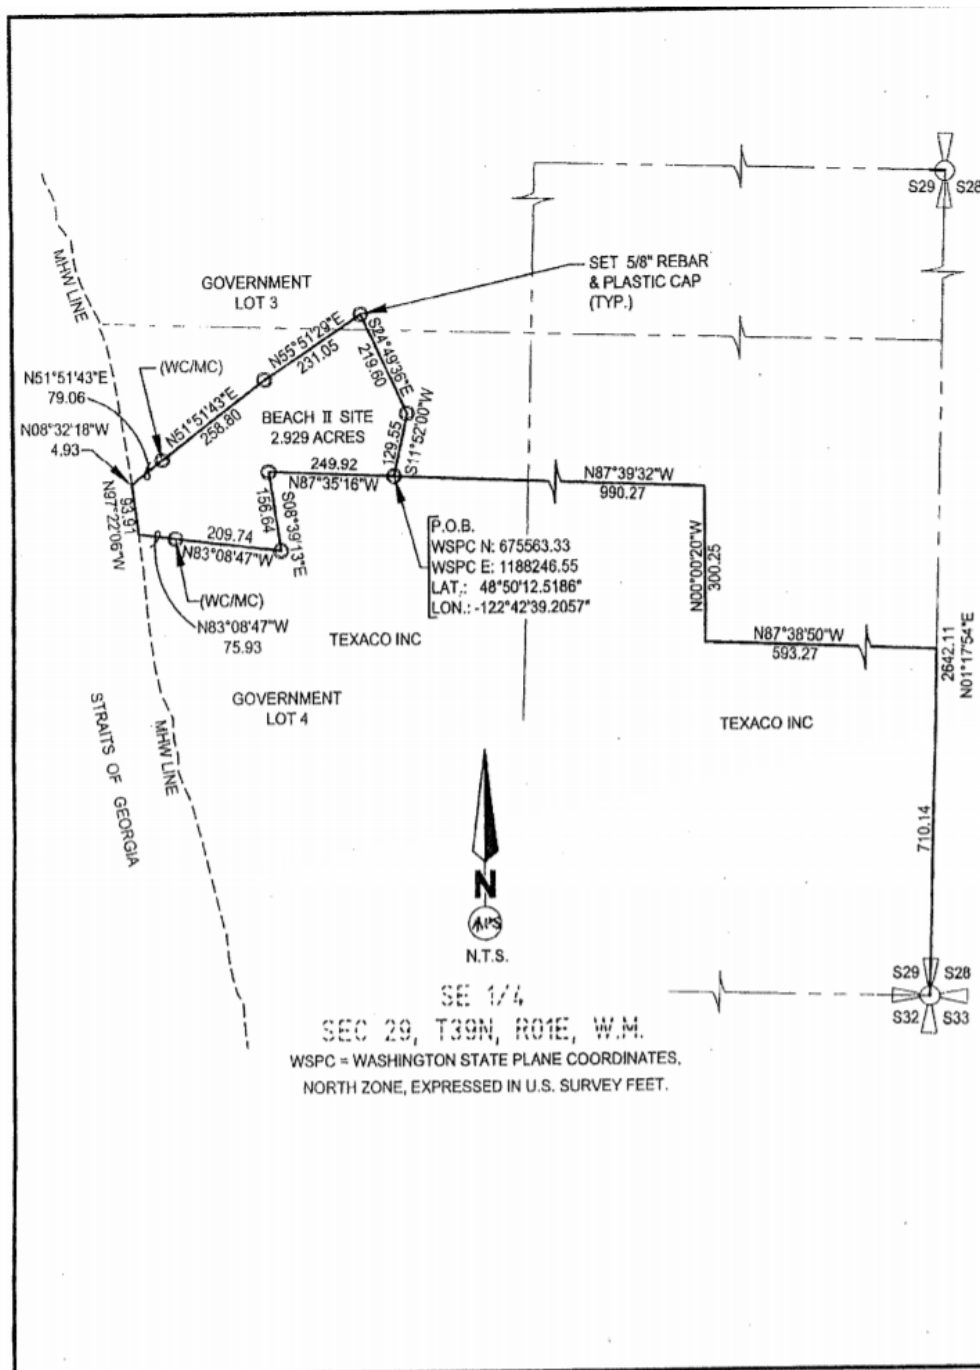 S29 S28
SET 5/8" REBAR
& PLASTIC CAP
(TYP.)
GOVERNMENT
LOT 3
MHW LINE
N55°51'29"E
231.05
S24°49'36"E
219.60
(WC/MC)
N51°51'43"E
79.06
N51°51'43"E
258.80
N08°32'18"W
4.93
BEACH II SITE
2.929 ACRES
129.55
S11°52'00"W
249.92
N87°35'16"W
N87°39'32"W
990.27
93.91
N97°22'06"W
156.64
S08°39'13"E
209.74
N83°08'47"W
P.O.B.
WSPC N: 675563.33
WSPC E: 1188246.55
LAT.: 48°50'12.5186"
LON.: -122°42'39.2057"
N00°00'20"W
300.25
(WC/MC)
N83°08'47"W
75.93
TEXACO INC
N87°38'50"W
593.27
2642.11
N01°17'54"E
GOVERNMENT
LOT 4
TEXACO INC
STRAITS OF GEORGIA
MHW LINE
710.14
N
N.T.S.
S29 S28
S32 S33
SE 1/4
SEC 29, T39N, R01E, W.M.
WSPC = WASHINGTON STATE PLANE COORDINATES,
NORTH ZONE, EXPRESSED IN U.S. SURVEY FEET.